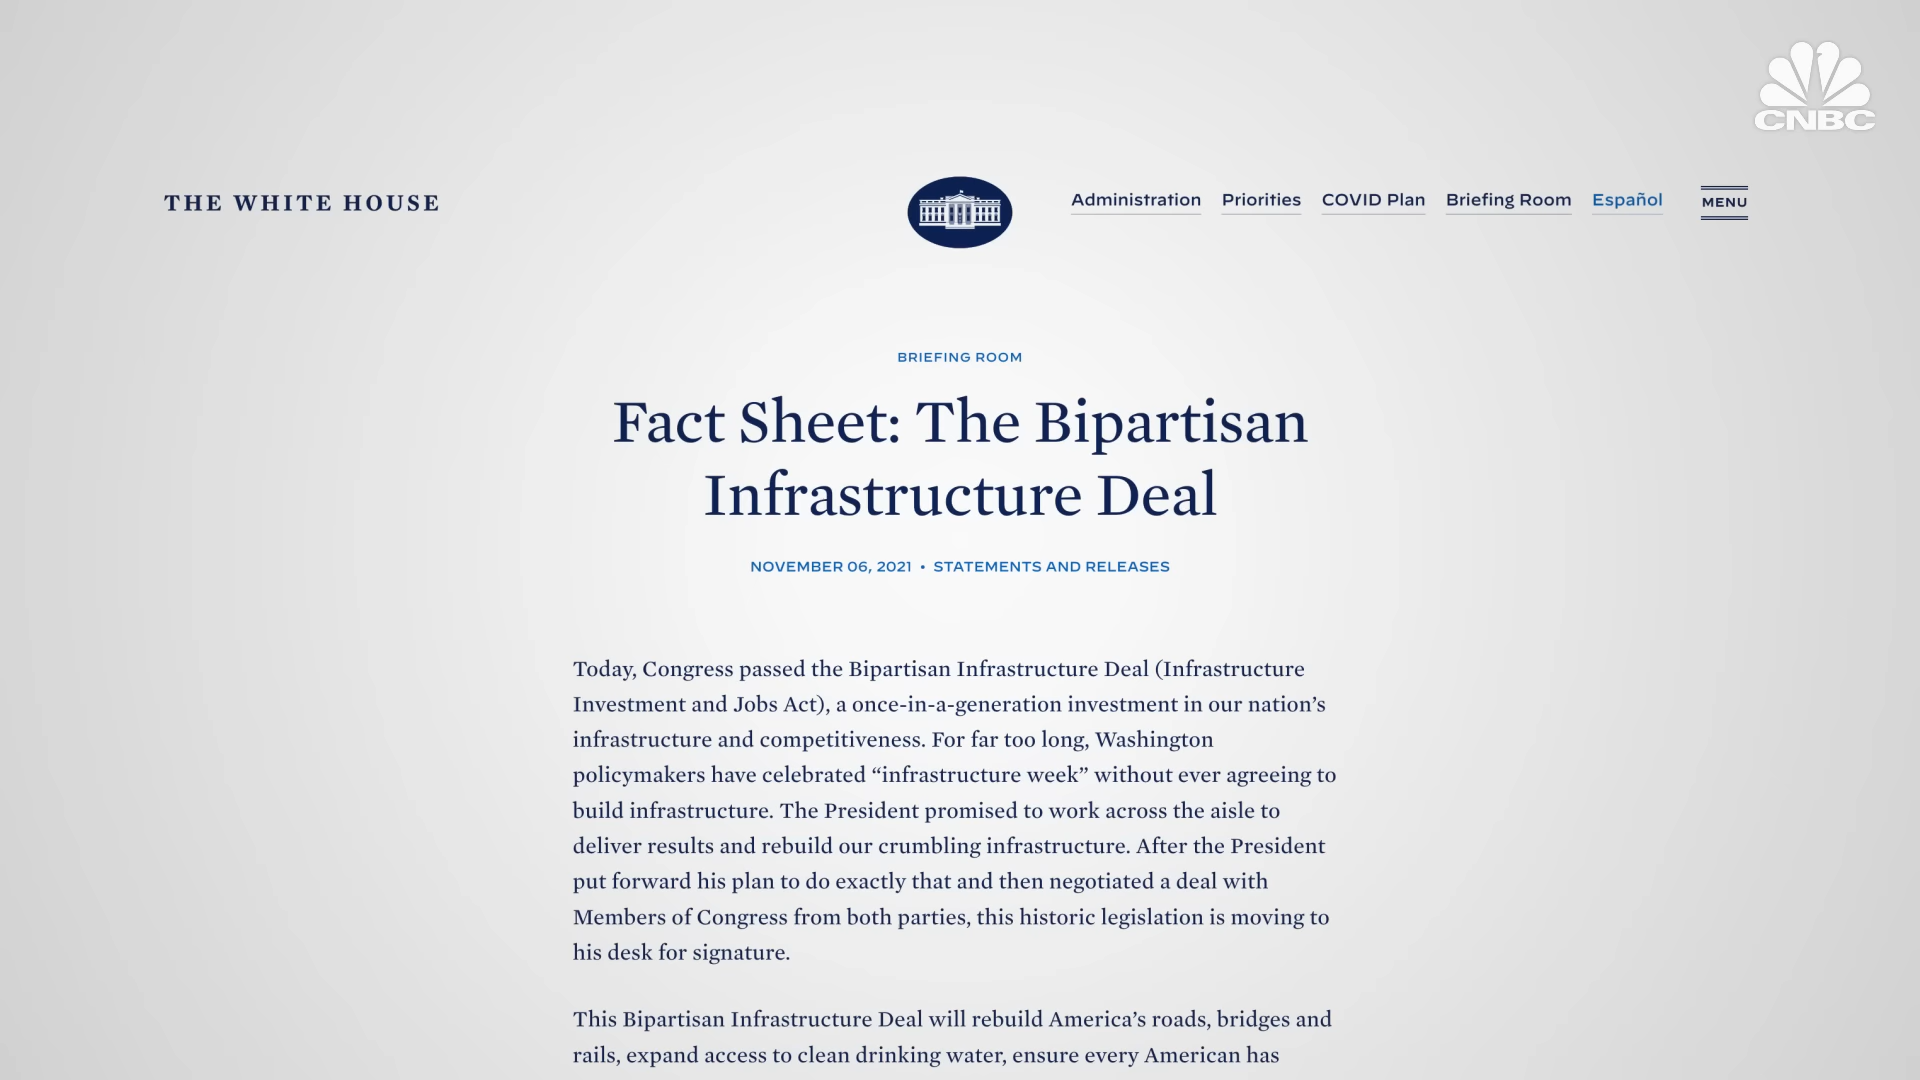 CNBC
THE WHITE HOUSE
Administration Priorities COVID Plan Briefing Room Español MENU
BRIEFING ROOM
Fact Sheet: The Bipartisan
Infrastructure Deal
NOVEMBER 06, 2021 • STATEMENTS AND RELEASES
Today, Congress passed the Bipartisan Infrastructure Deal (Infrastructure
Investment and Jobs Act), a once-in-a-generation investment in our nation’s
infrastructure and competitiveness. For far too long, Washington
policymakers have celebrated “infrastructure week” without ever agreeing to
build infrastructure. The President promised to work across the aisle to
deliver results and rebuild our crumbling infrastructure. After the President
put forward his plan to do exactly that and then negotiated a deal with
Members of Congress from both parties, this historic legislation is moving to
his desk for signature.
This Bipartisan Infrastructure Deal will rebuild America’s roads, bridges and
rails, expand access to clean drinking water, ensure every American has